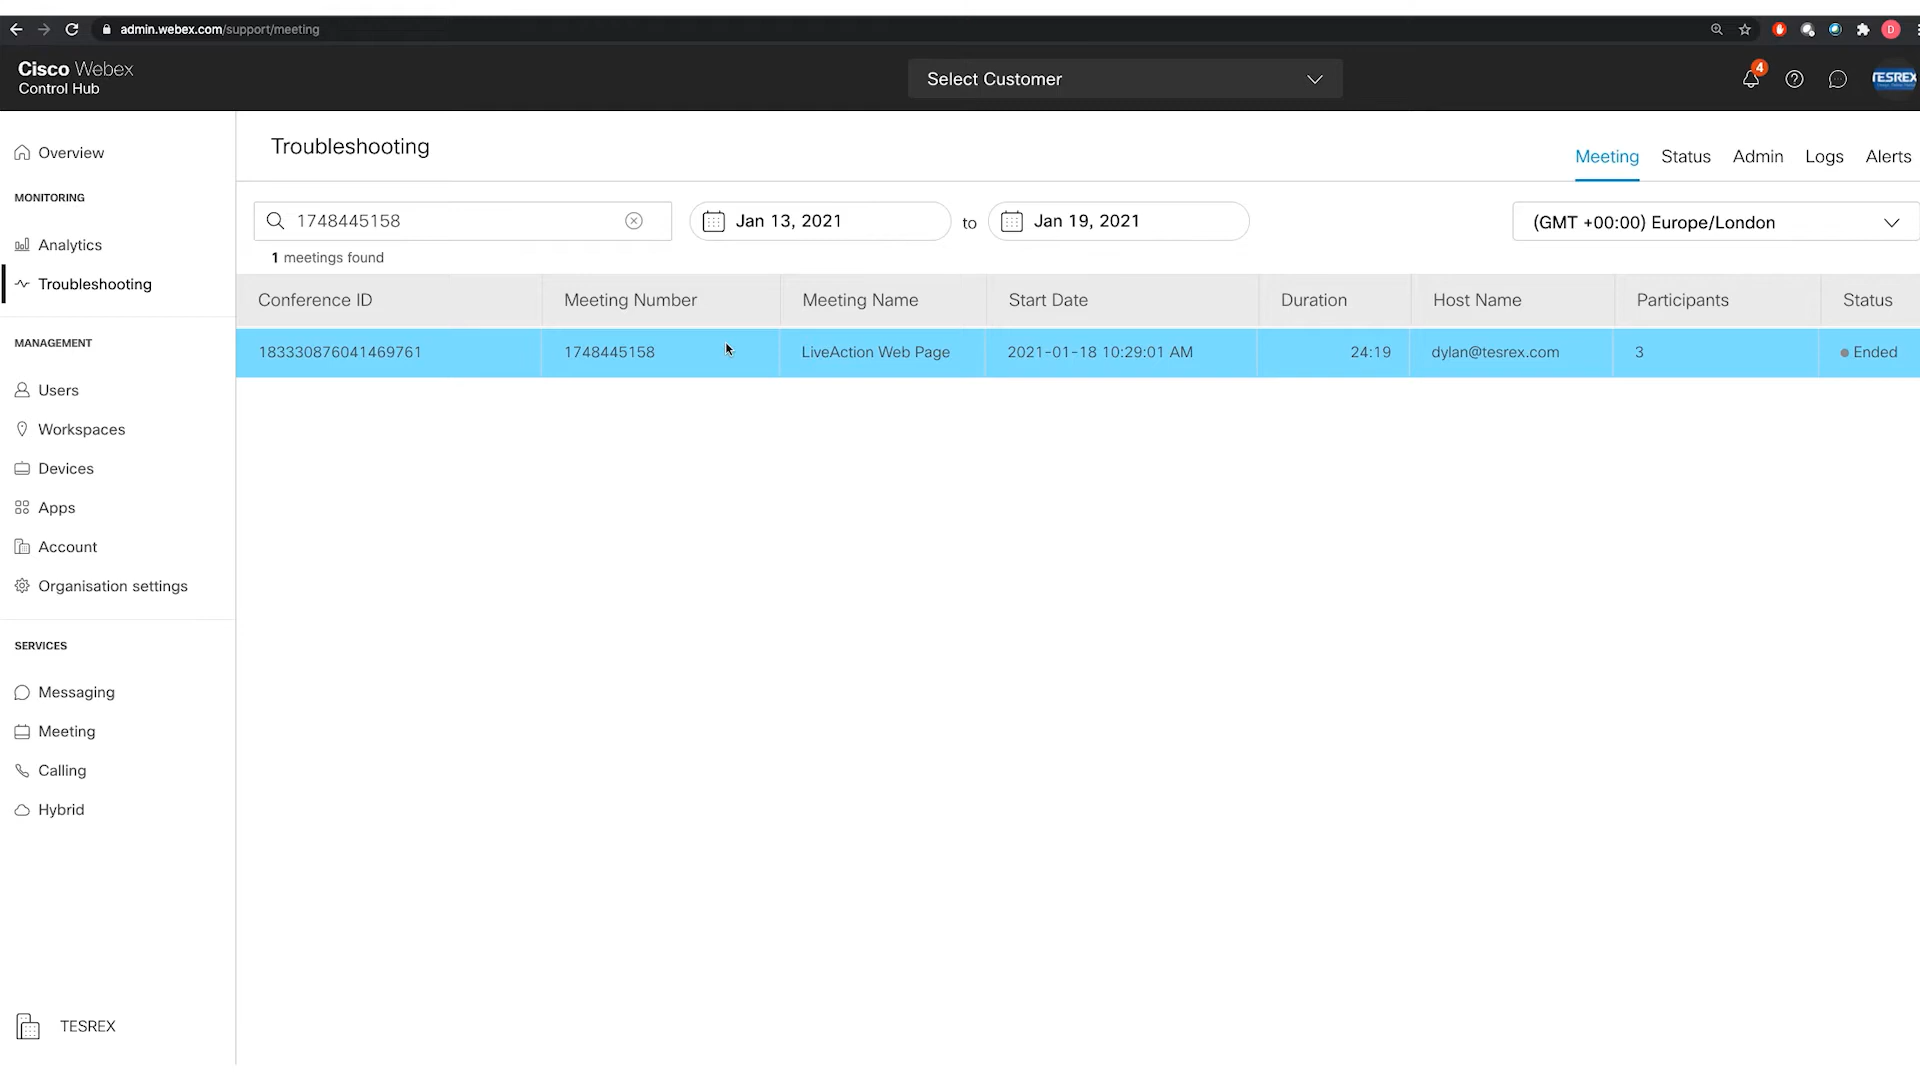 admin.webex.com/support/meeting
Cisco Webex
Control Hub
Select Customer
4
TESREX
D
Overview
MONITORING
Analytics
Troubleshooting
MANAGEMENT
Users
Workspaces
Devices
Apps
Account
Organisation settings
SERVICES
Messaging
Meeting
Calling
Hybrid
TESREX
Troubleshooting
Meeting Status Admin Logs Alerts
1748445158 Jan 13, 2021 to Jan 19, 2021 (GMT +00:00) Europe/London
1 meetings found
Conference ID Meeting Number Meeting Name Start Date Duration Host Name Participants Status
183330876041469761 1748445158 LiveAction Web Page 2021-01-18 10:29:01 AM 24:19 dylan@tesrex.com 3 Ended